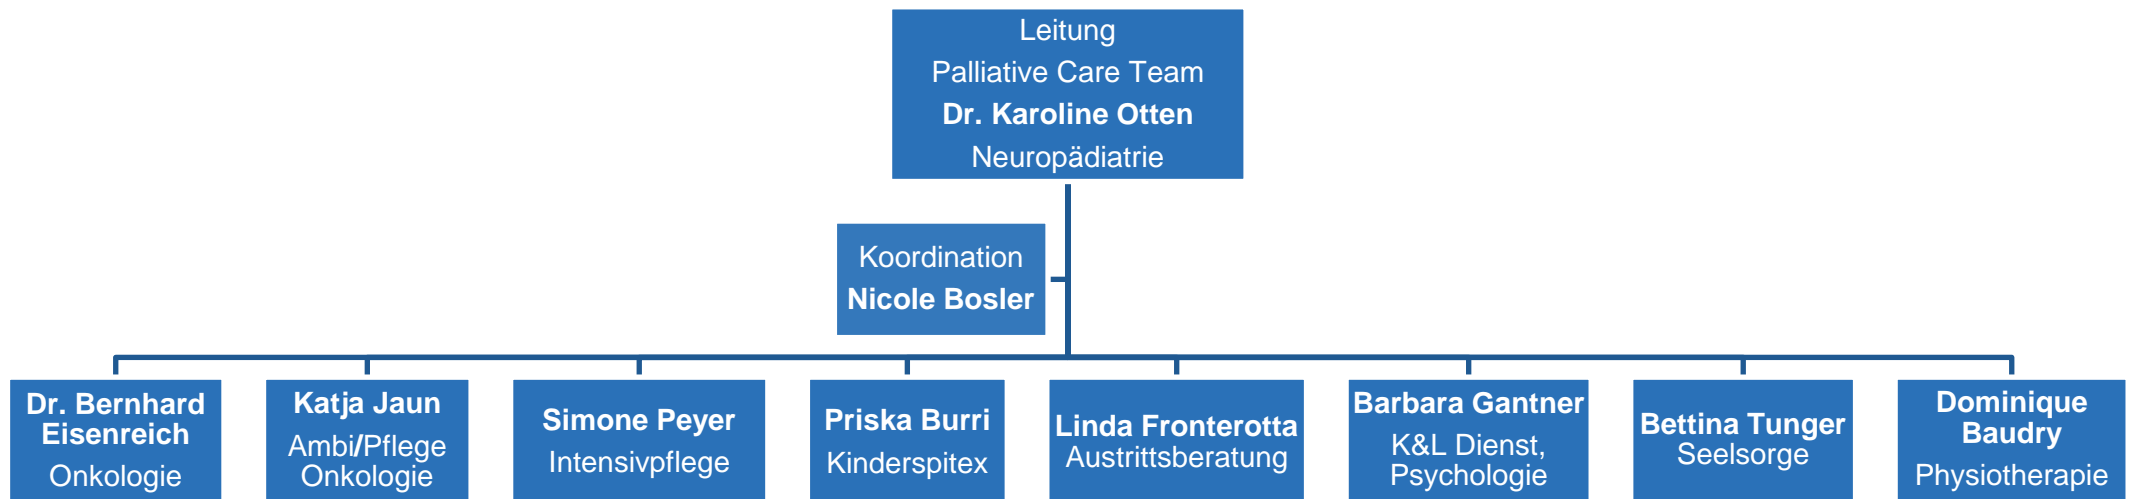 Leitung
Palliative Care Team
Dr. Karoline Otten
Neuropädiatrie
Koordination
Nicole Bosler
Dr. Bernhard
Eisenreich
Onkologie
Katja Jaun
Ambi/Pflege
Onkologie
Simone Peyer
Intensivpflege
Priska Burri
Kinderspitex
Linda Fronterotta
Austrittsberatung
Barbara Gantner
K&L Dienst,
Psychologie
Bettina Tunger
Seelsorge
Dominique
Baudry
Physiotherapie